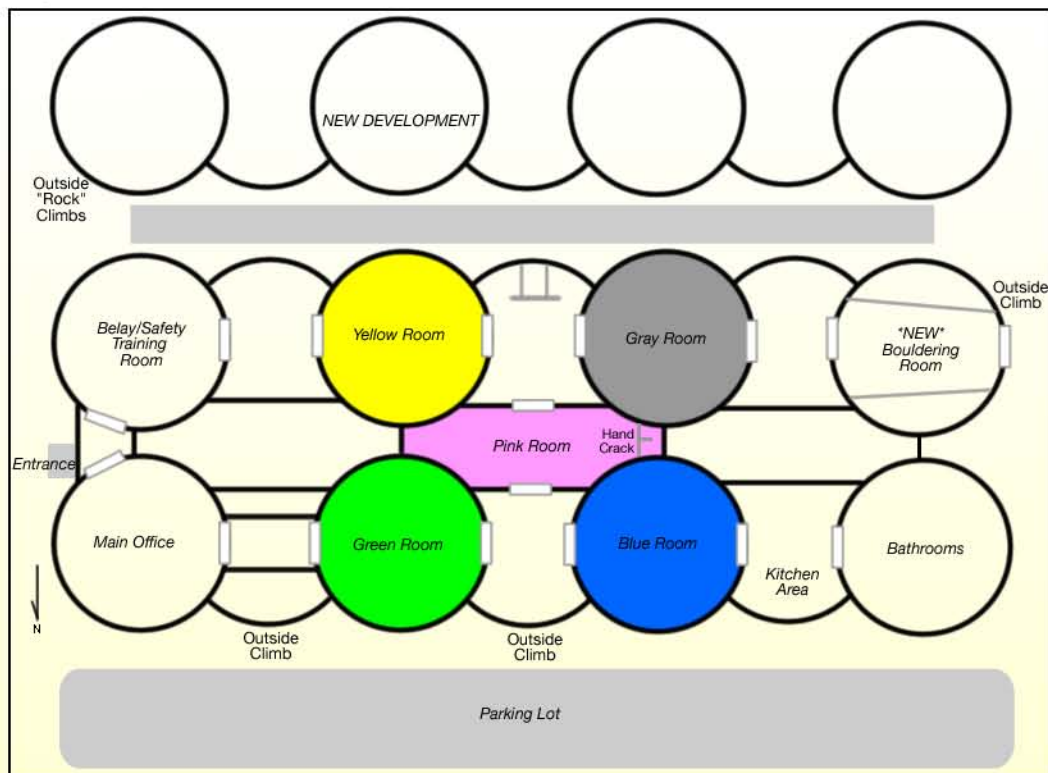 NEW DEVELOPMENT
Outside
"Rock"
Climbs
Belay/Safety
Training
Room
Yellow Room
Gray Room
Outside
Climb
*NEW*
Bouldering
Room
Pink Room
Hand
Crack
Entrance
Main Office
Green Room
Blue Room
Bathrooms
Kitchen
Area
N
Outside
Climb
Outside
Climb
Parking Lot